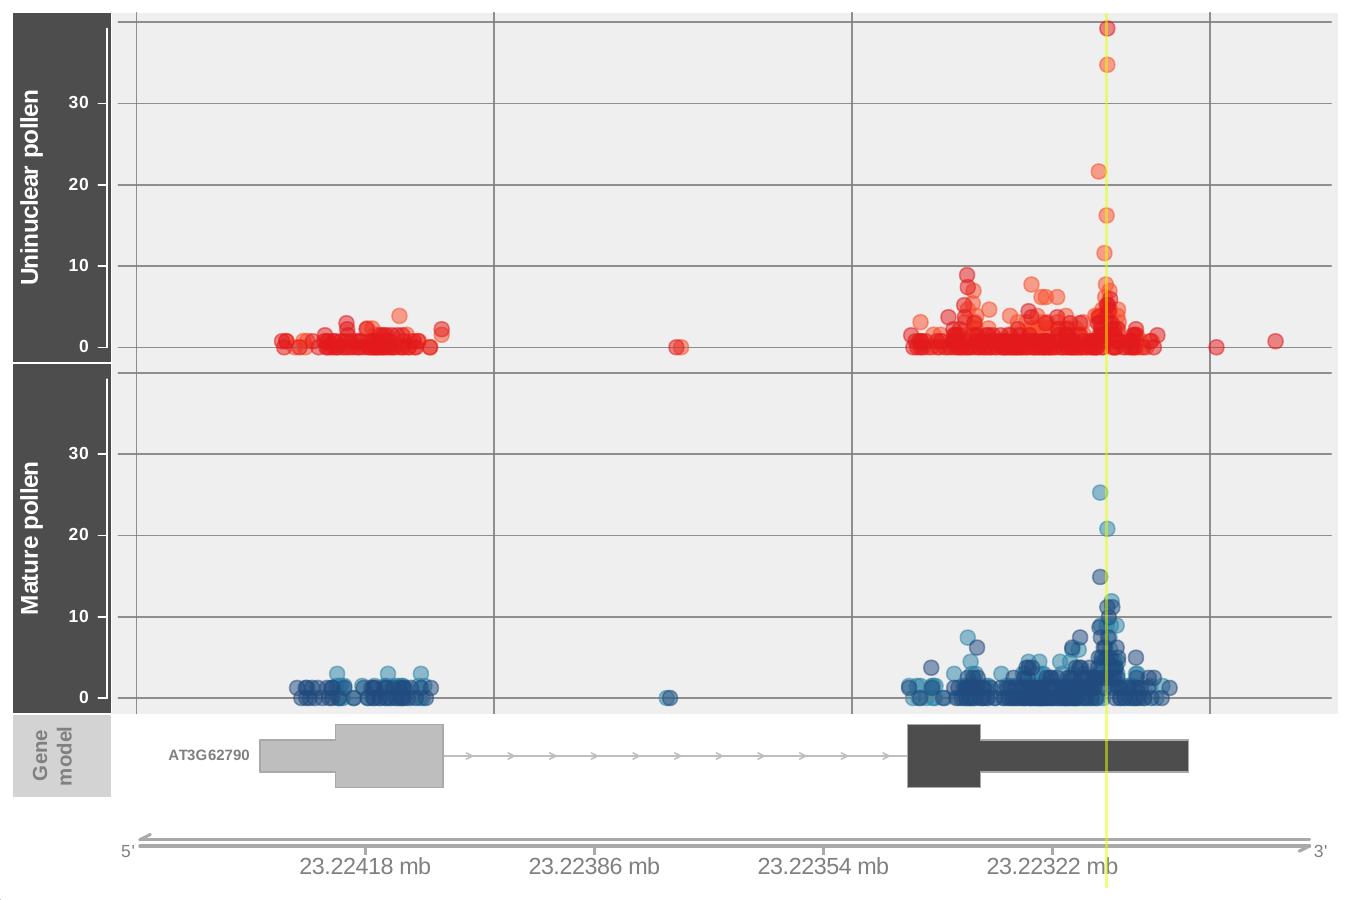 Uninuclear pollen
30
20
10
0
Mature pollen
30
20
10
0
Gene
model
AT3G62790
5'
3'
23.22418 mb
23.22386 mb
23.22354 mb
23.22322 mb